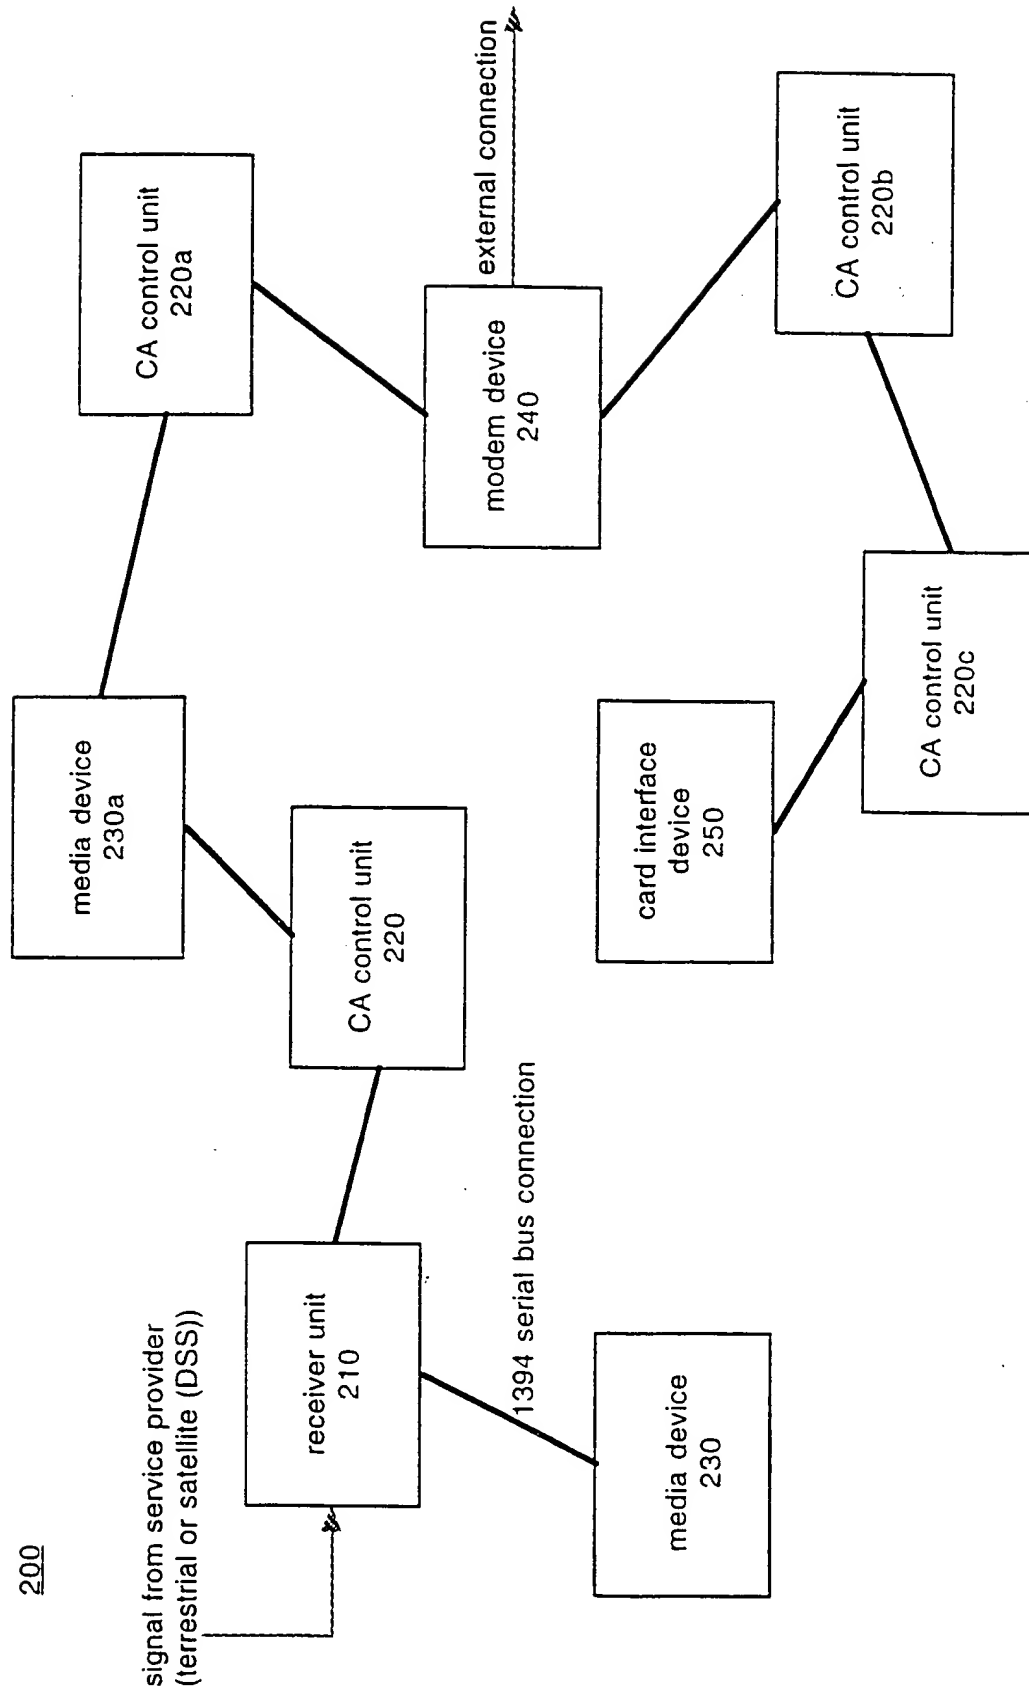 200
signal from service provider
(terrestrial or satellite (DSS))
receiver unit
210
1394 serial bus connection
media device
230
CA control unit
220
media device
230a
CA control unit
220a
modem device
240
external connection
CA control unit
220b
CA control unit
220c
card interface
device
250